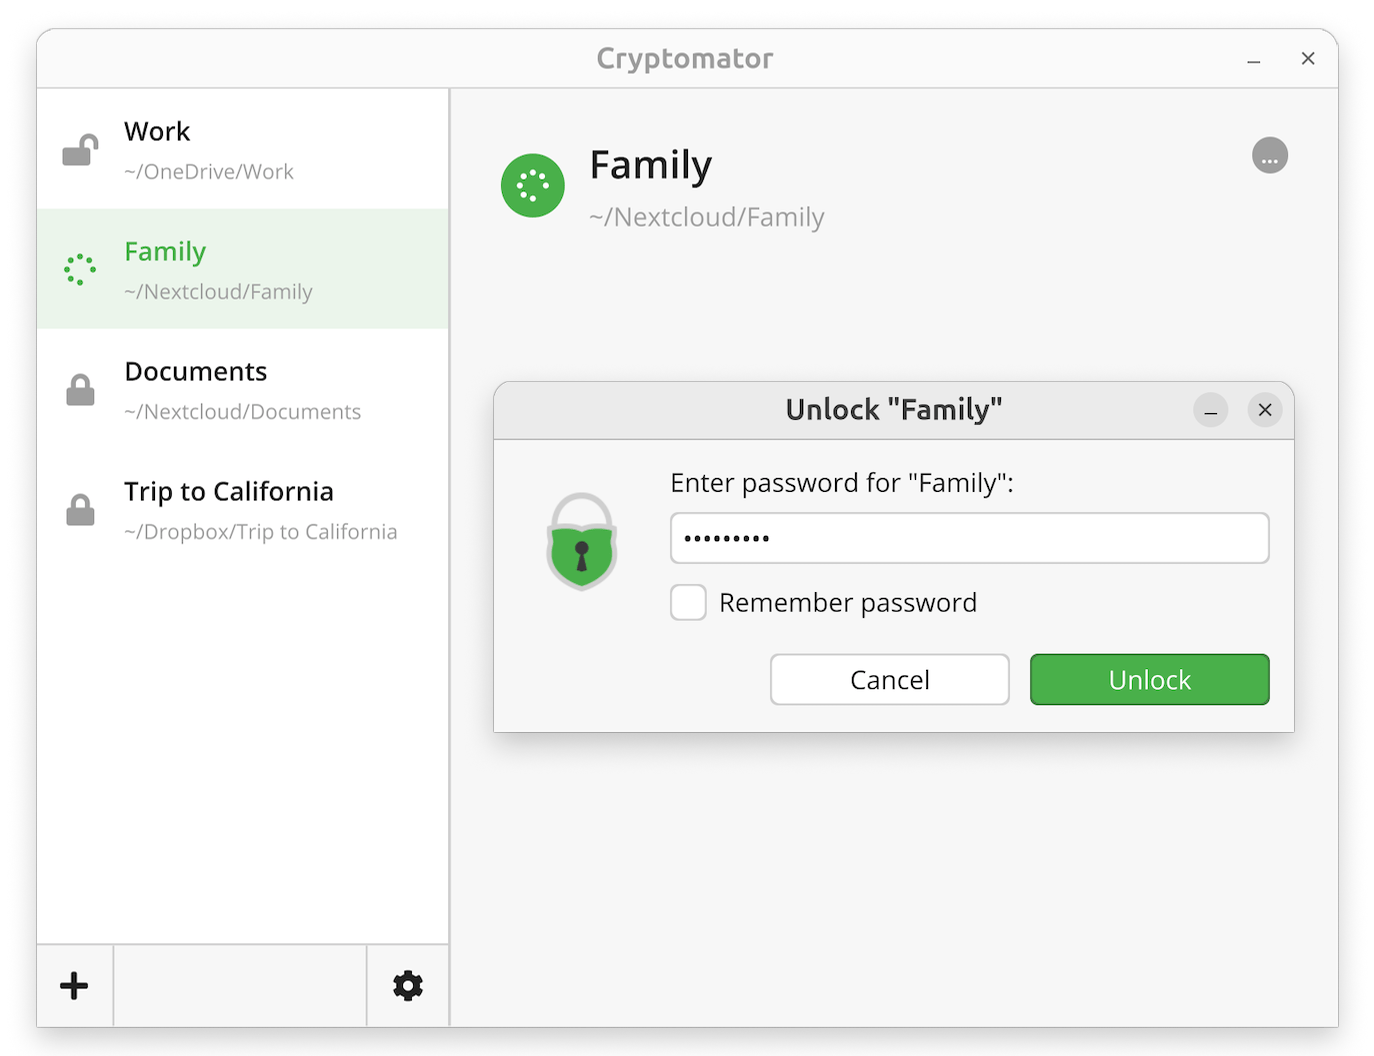 Cryptomator
Work
~/OneDrive/Work
Family
~/Nextcloud/Family
Documents
~/Nextcloud/Documents
Trip to California
~/Dropbox/Trip to California
Family
~/Nextcloud/Family
...
Unlock "Family"
Enter password for "Family":
•••••••••
Remember password
Cancel
Unlock